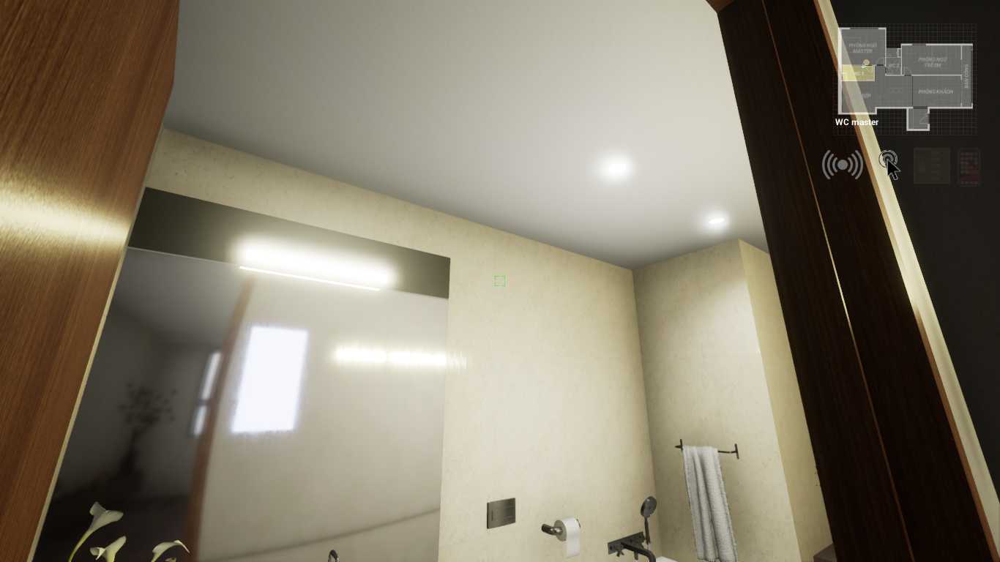 PHÒNG NGỦ
MASTER
PHÒNG NGỦ
TRẺ EM
WC 2
WC 1
BAN CÔNG
BẾP
PHÒNG KHÁCH
WC master